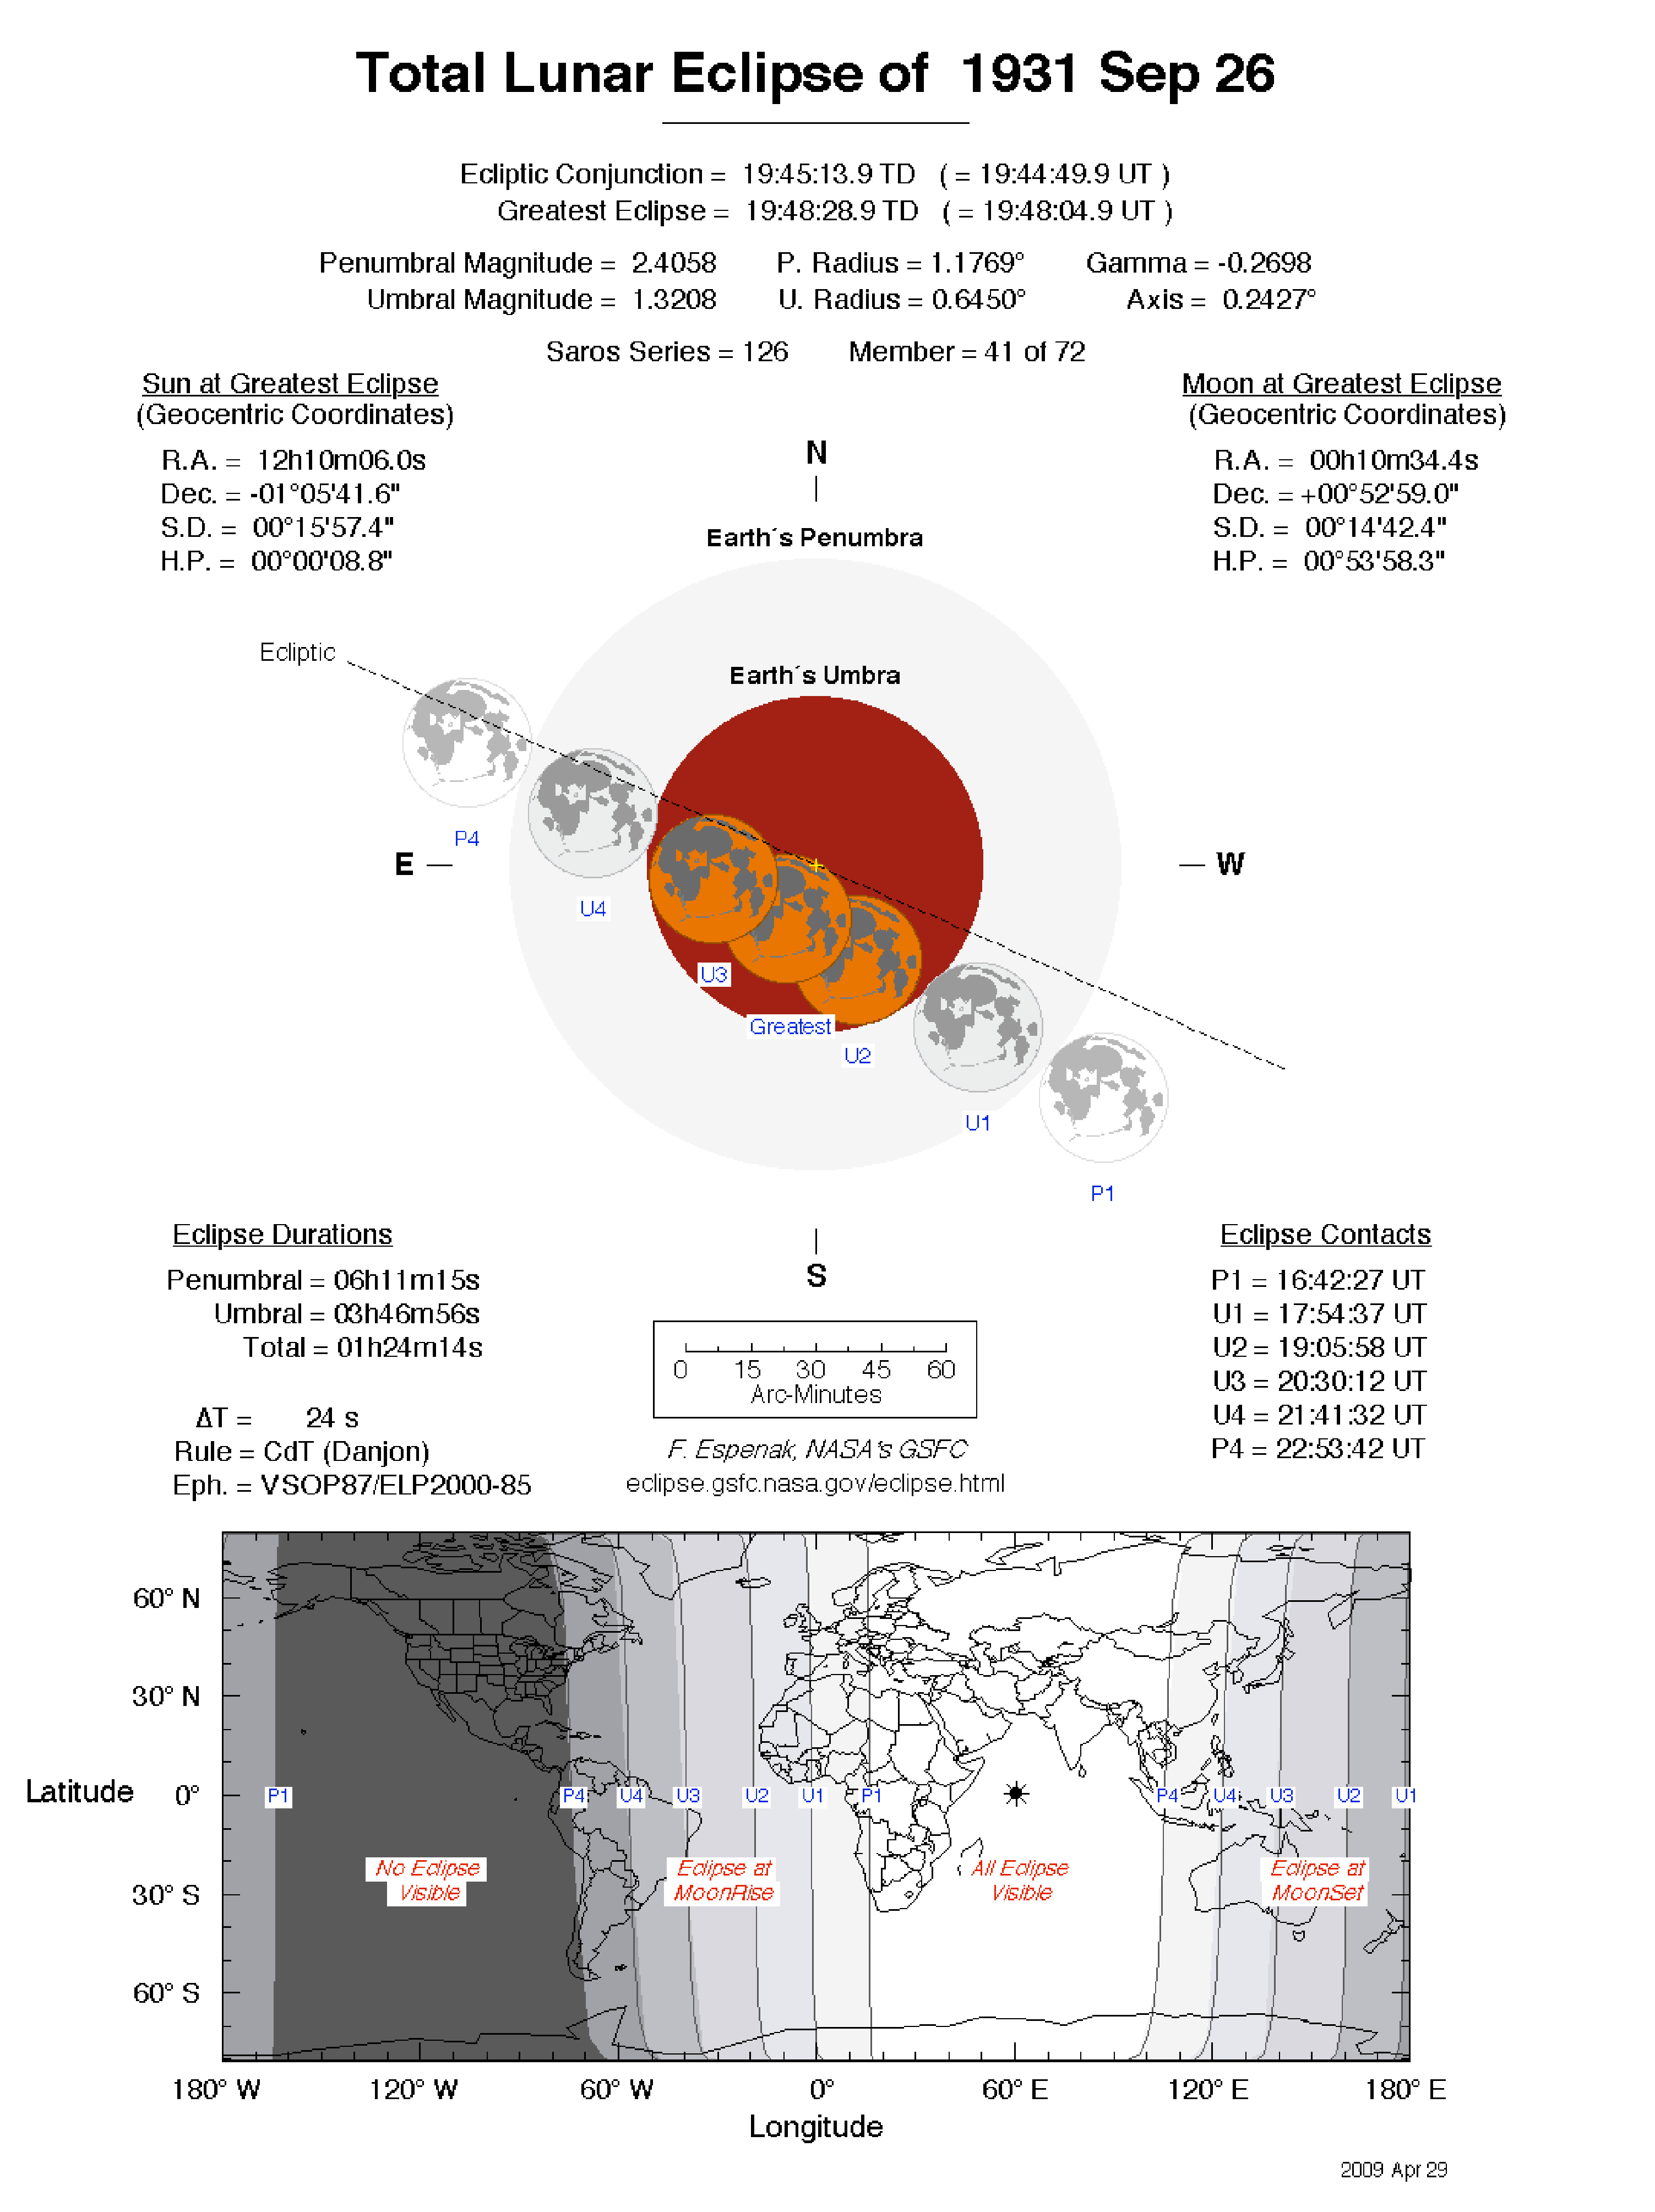 Total Lunar Eclipse of 1931 Sep 26
Ecliptic Conjunction = 19:45:13.9 TD ( = 19:44:49.9 UT )
Greatest Eclipse = 19:48:28.9 TD ( = 19:48:04.9 UT )
Penumbral Magnitude = 2.4058 P. Radius = 1.1769° Gamma = -0.2698
Umbral Magnitude = 1.3208 U. Radius = 0.6450° Axis = 0.2427°
Saros Series = 126 Member = 41 of 72
Sun at Greatest Eclipse
(Geocentric Coordinates)
R.A. = 12h10m06.0s
Dec. = -01°05'41.6"
S.D. = 00°15'57.4"
H.P. = 00°00'08.8"
Moon at Greatest Eclipse
(Geocentric Coordinates)
R.A. = 00h10m34.4s
Dec. = +00°52'59.0"
S.D. = 00°14'42.4"
H.P. = 00°53'58.3"
N
Earth´s Penumbra
Ecliptic
Earth´s Umbra
P4
E
W
U4
U3
Greatest
U2
U1
P1
S
Eclipse Durations
Penumbral = 06h11m15s
Umbral = 03h46m56s
Total = 01h24m14s
ΔT = 24 s
Rule = CdT (Danjon)
Eph. = VSOP87/ELP2000-85
0 15 30 45 60
Arc-Minutes
F. Espenak, NASA's GSFC
eclipse.gsfc.nasa.gov/eclipse.html
Eclipse Contacts
P1 = 16:42:27 UT
U1 = 17:54:37 UT
U2 = 19:05:58 UT
U3 = 20:30:12 UT
U4 = 21:41:32 UT
P4 = 22:53:42 UT
60° N
30° N
Latitude 0°
30° S
60° S
P1 P4 U4 U3 U2 U1 P1 P4 U4 U3 U2 U1
No Eclipse
Visible
Eclipse at
MoonRise
All Eclipse
Visible
Eclipse at
MoonSet
180° W 120° W 60° W 0° 60° E 120° E 180° E
Longitude
2009 Apr 29